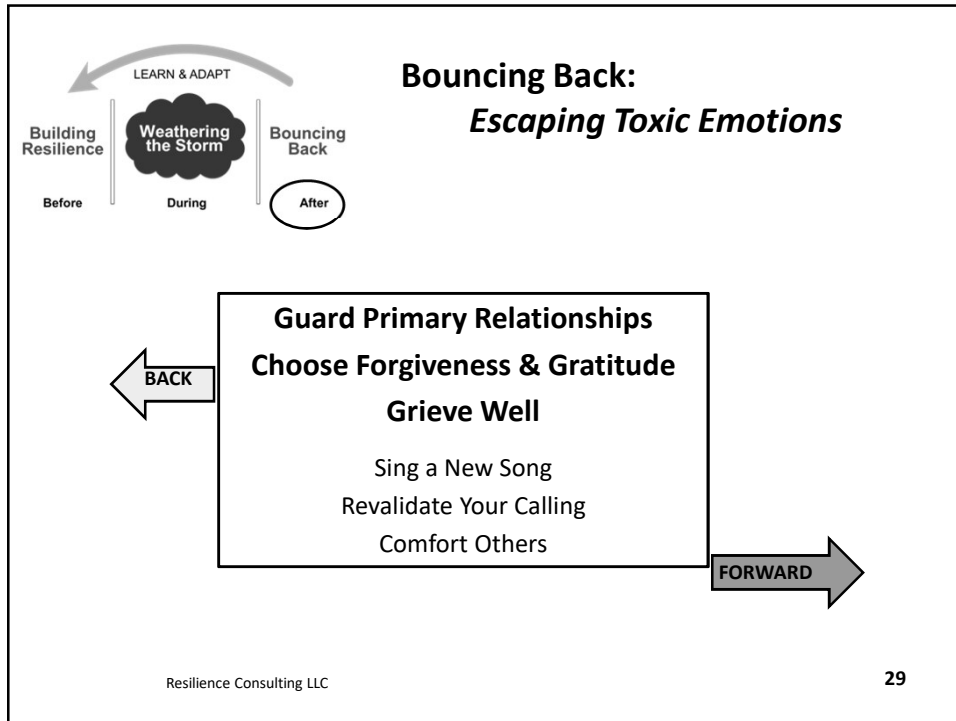 LEARN & ADAPT
Building
Resilience
Weathering
the Storm
Bouncing
Back
Before
During
After
Bouncing Back:
Escaping Toxic Emotions
BACK
Guard Primary Relationships
Choose Forgiveness & Gratitude
Grieve Well
Sing a New Song
Revalidate Your Calling
Comfort Others
FORWARD
Resilience Consulting LLC
29